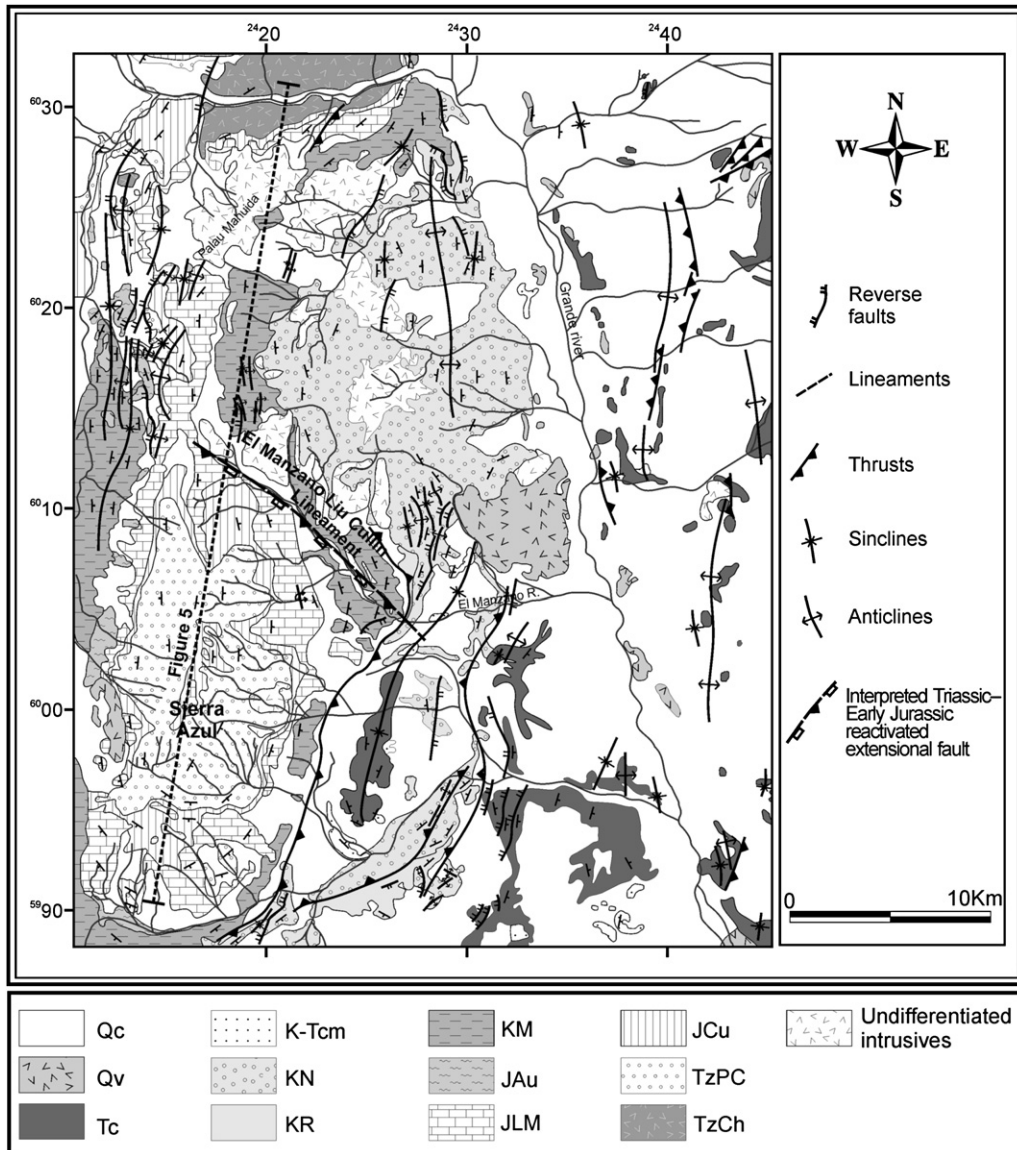 ²⁴20
²⁴30
²⁴40
⁶⁰30
⁶⁰20
⁶⁰10
⁶⁰00
⁵⁹90
Palau Mahuida
Grande river
El Manzano Liu Cullin
Lineament
El Manzano R.
Figure 5
Sierra
Azul
N
W
E
S
Reverse
faults
Lineaments
Thrusts
Sinclines
Anticlines
Interpreted Triassic–
Early Jurassic
reactivated
extensional fault
0
10Km
Qc
K-Tcm
KM
JCu
Undifferentiated
intrusives
Qv
KN
JAu
TzPC
Tc
KR
JLM
TzCh